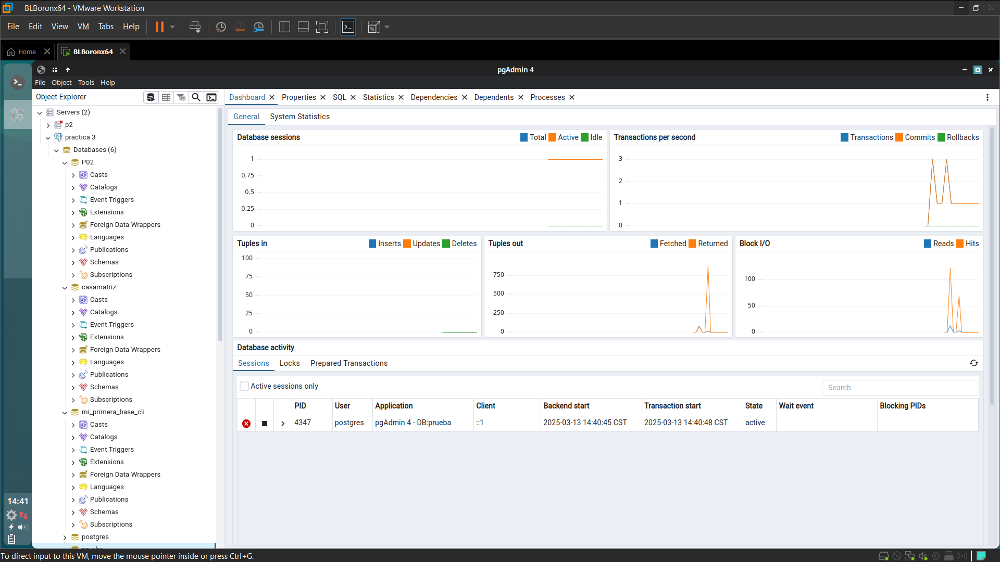 BLBoronx64 - VMware Workstation
File Edit View VM Tabs Help
Home BLBoronx64
pgAdmin 4
File Object Tools Help
Object Explorer
Dashboard Properties SQL Statistics Dependencies Dependents Processes
General System Statistics
Servers (2)
p2
practica 3
Databases (6)
P02
Casts
Catalogs
Event Triggers
Extensions
Foreign Data Wrappers
Languages
Publications
Schemas
Subscriptions
casamatriz
Casts
Catalogs
Event Triggers
Extensions
Foreign Data Wrappers
Languages
Publications
Schemas
Subscriptions
mi_primera_base_cli
Casts
Catalogs
Event Triggers
Extensions
Foreign Data Wrappers
Languages
Publications
Schemas
Subscriptions
postgres
Database sessions Total Active Idle
1
0.75
0.5
0.25
0
Transactions per second Transactions Commits Rollbacks
3
2
1
0
Tuples in Inserts Updates Deletes
100
75
50
25
0
Tuples out Fetched Returned
750
500
250
0
Block I/O Reads Hits
100
50
0
Database activity
Sessions Locks Prepared Transactions
Active sessions only
Search
PID User Application Client Backend start Transaction start State Wait event Blocking PIDs
4347 postgres pgAdmin 4 - DB:prueba ::1 2025-03-13 14:40:45 CST 2025-03-13 14:40:48 CST active
14:41
To direct input to this VM, move the mouse pointer inside or press Ctrl+G.